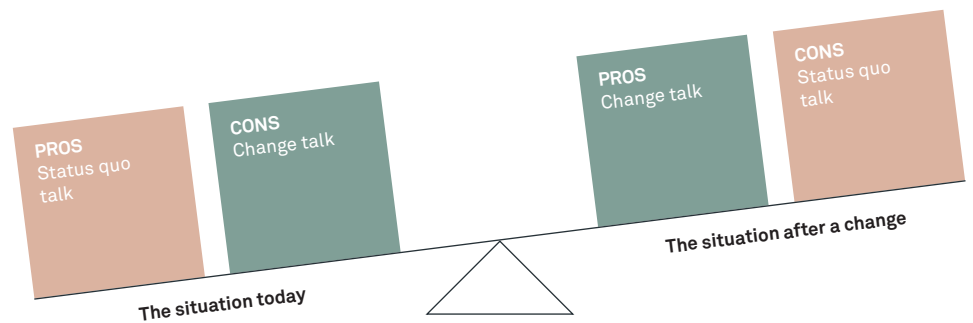 PROS
Status quo
talk
CONS
Change talk
PROS
Change talk
CONS
Status quo
talk
The situation today
The situation after a change